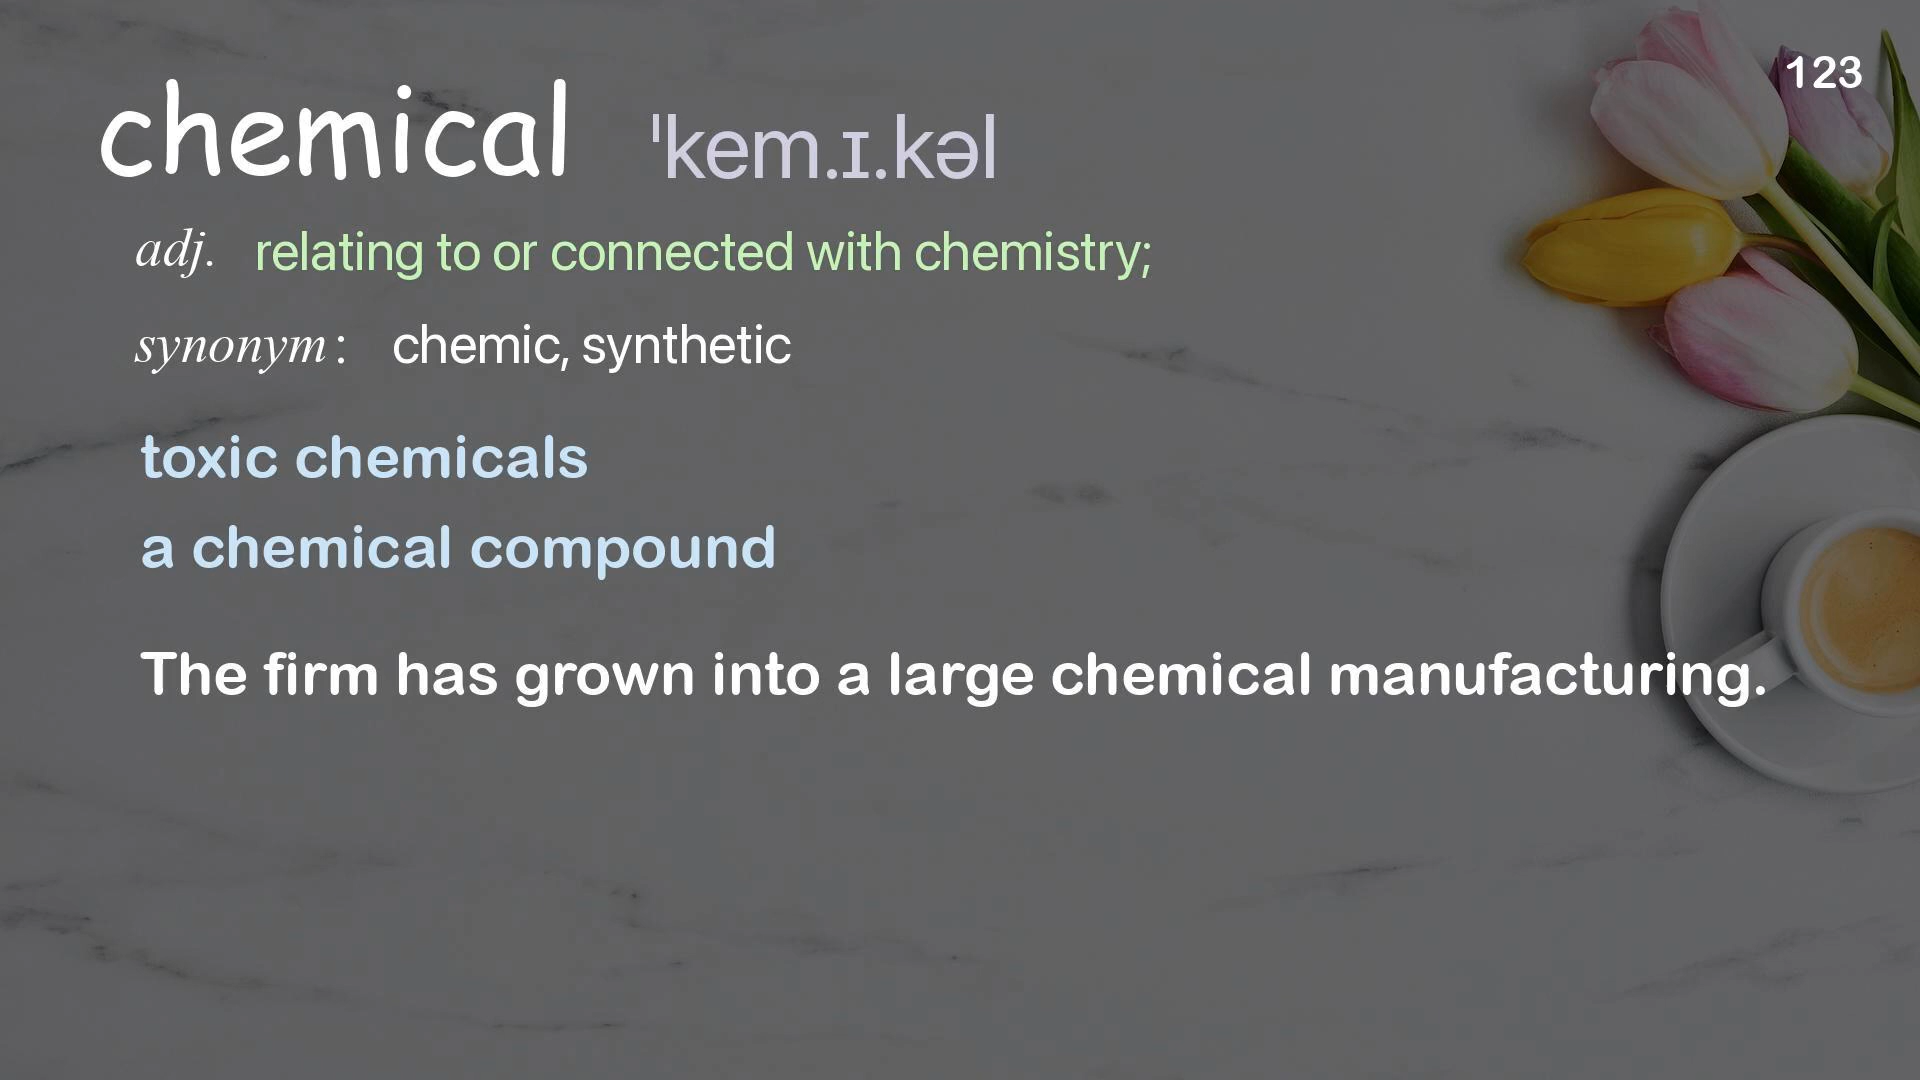 123
chemical ˈkem.ɪ.kəl
adj. relating to or connected with chemistry;
synonym: chemic, synthetic
toxic chemicals
a chemical compound
The firm has grown into a large chemical manufacturing.